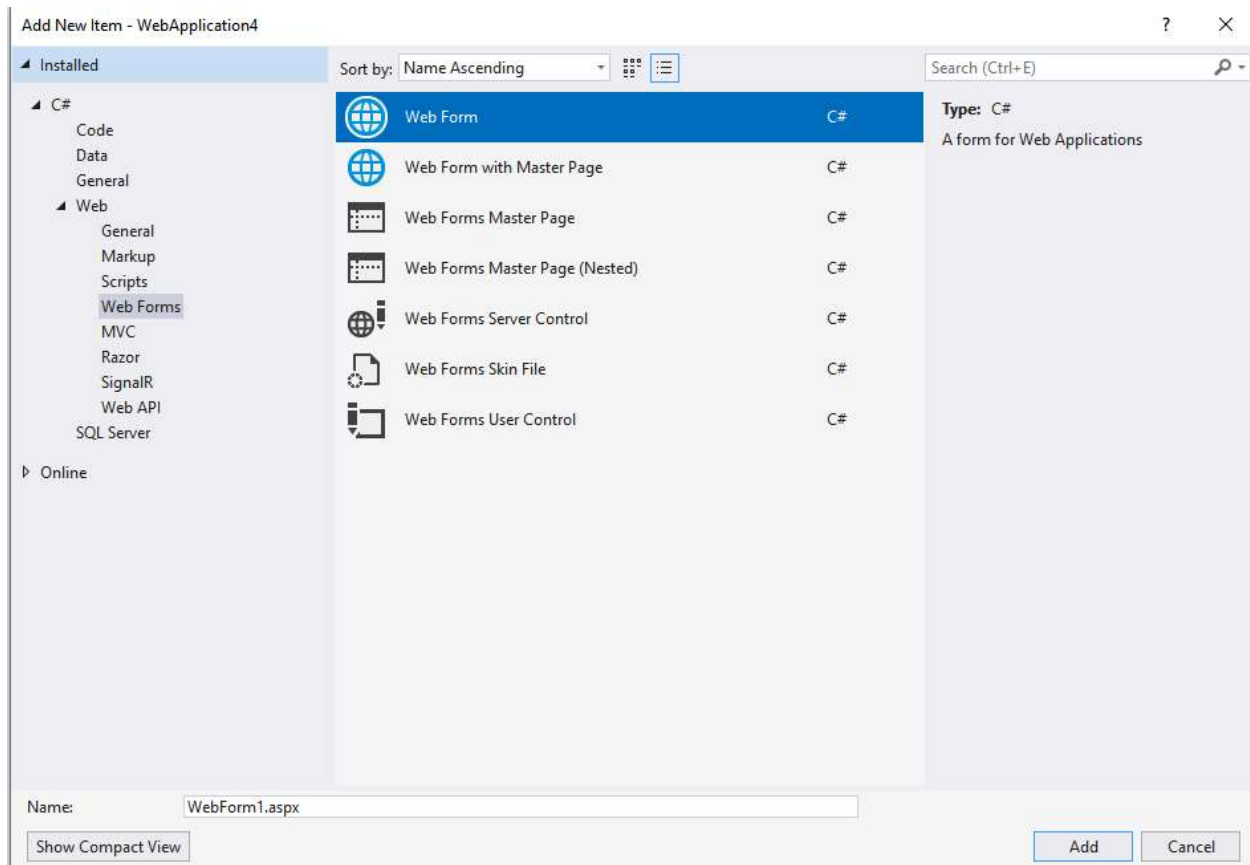 Add New Item - WebApplication4
?
Installed
Sort by: Name Ascending
Search (Ctrl+E)
C#
Code
Data
General
Web
General
Markup
Scripts
Web Forms
MVC
Razor
SignalR
Web API
SQL Server
Online
Web Form C#
Web Form with Master Page C#
Web Forms Master Page C#
Web Forms Master Page (Nested) C#
Web Forms Server Control C#
Web Forms Skin File C#
Web Forms User Control C#
Type: C#
A form for Web Applications
Name: WebForm1.aspx
Show Compact View
Add Cancel